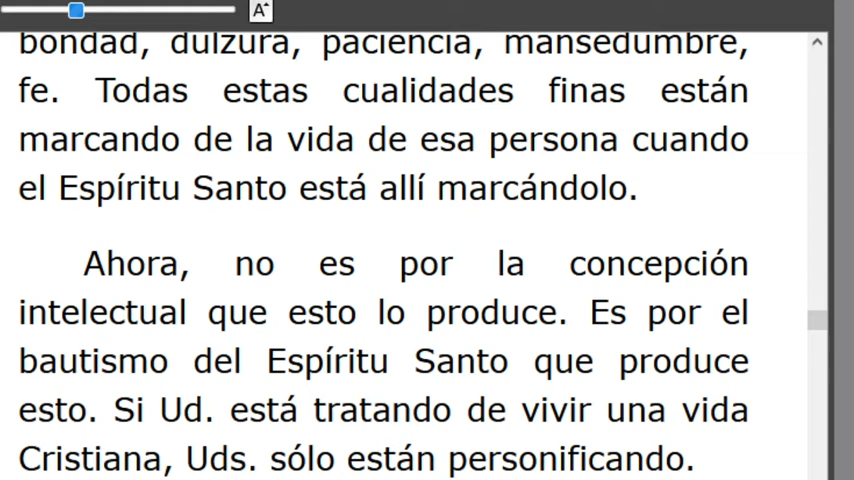 A
bondad, dulzura, paciencia, mansedumbre,
fe. Todas estas cualidades finas están
marcando de la vida de esa persona cuando
el Espíritu Santo está allí marcándolo.
Ahora, no es por la concepción
intelectual que esto lo produce. Es por el
bautismo del Espíritu Santo que produce
esto. Si Ud. está tratando de vivir una vida
Cristiana, Uds. sólo están personificando.